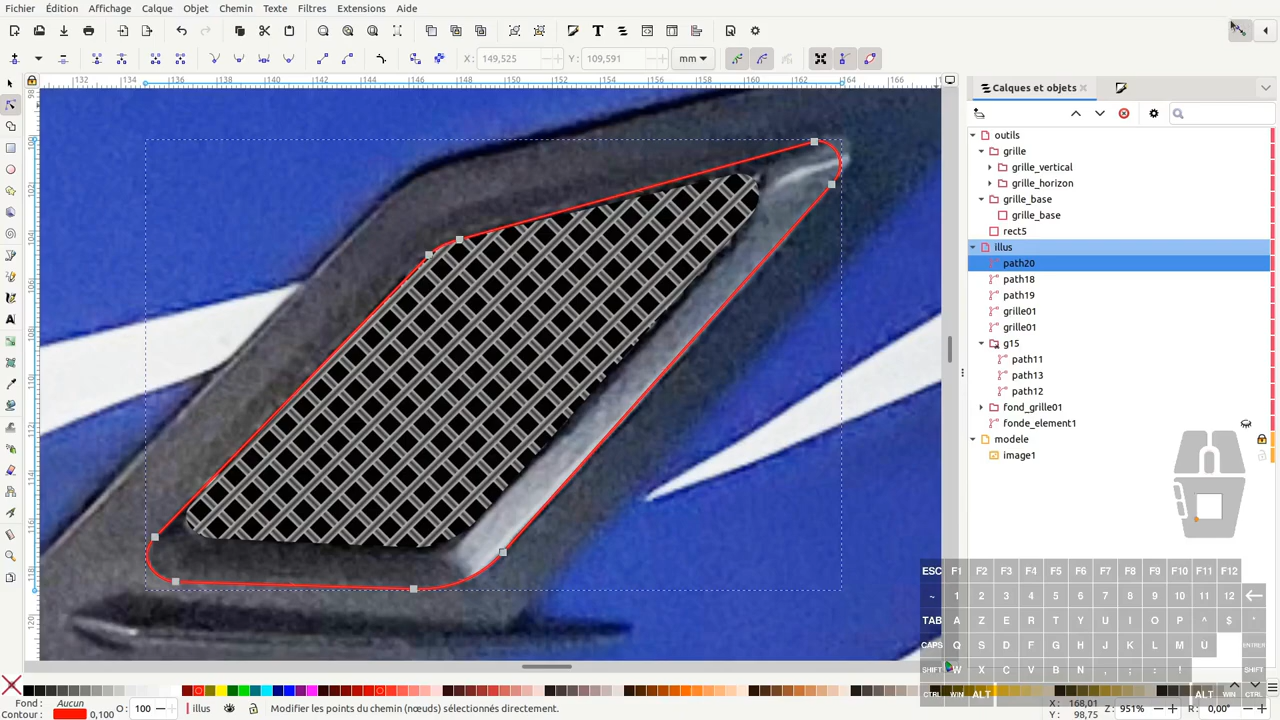 Fichier Édition Affichage Calque Objet Chemin Texte Filtres Extensions Aide
X : 149,525 Y : 109,591 mm
132 134 136 138 140 142 144 146 148 150 152 154 156 158 160 162 164 166
Calques et objets
outils
grille
grille_vertical
grille_horizon
grille_base
grille_base
rect5
illus
path20
path18
path19
grille01
grille01
g15
path11
path13
path12
fond_grille01
fonde_element1
modele
image1
ESC F1 F2 F3 F4 F5 F6 F7 F8 F9 F10 F11 F12
~ 1 2 3 4 5 6 7 8 9 10 11 12
TAB A Z E R T Y U I O P ^ $ *
CAPS Q S D F G H J K L M U ENTRER
SHIFT W X C V B N , ; : ! SHIFT
CTRL WIN ALT ALT WIN CTRL
Fond : Aucun
Contour : 0,100 O : 100 illus Modifier les points du chemin (nœuds) sélectionnés directement. X : 168,01 Y : 98,75 Z : 951% R : 0,00°